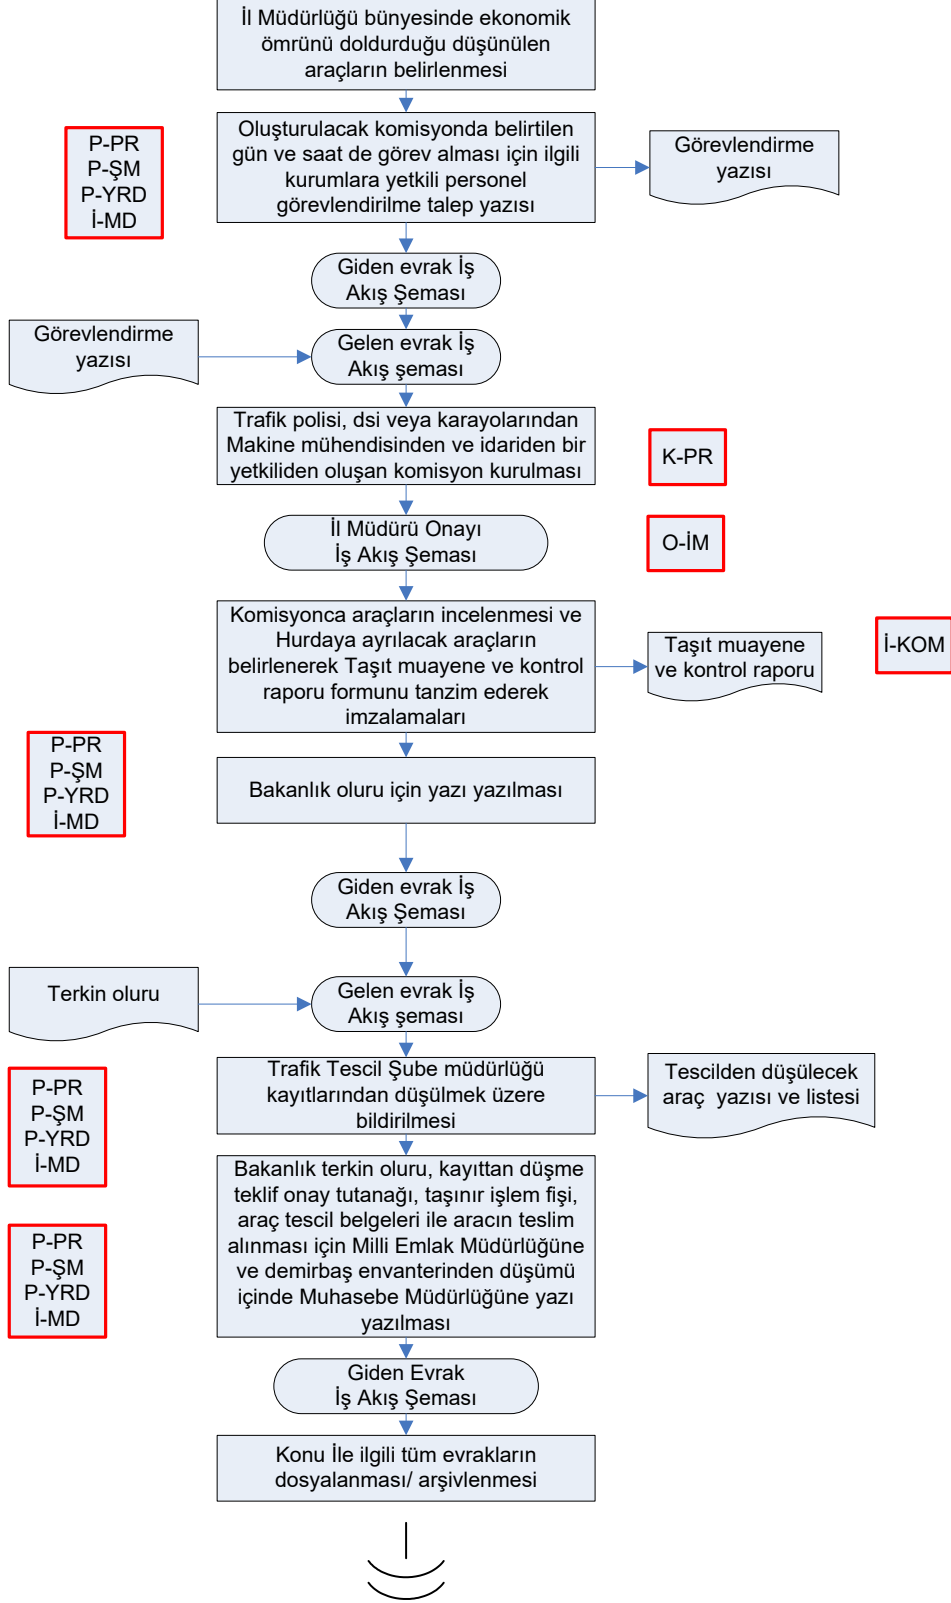 İl Müdürlüğü bünyesinde ekonomik
ömrünü doldurduğu düşünülen
araçların belirlenmesi
P-PR
P-ŞM
P-YRD
İ-MD
Oluşturulacak komisyonda belirtilen
gün ve saat de görev alması için ilgili
kurumlara yetkili personel
görevlendirilme talep yazısı
Görevlendirme
yazısı
Giden evrak İş
Akış Şeması
Görevlendirme
yazısı
Gelen evrak İş
Akış şeması
Trafik polisi, dsi veya karayolarından
Makine mühendisinden ve idariden bir
yetkiliden oluşan komisyon kurulması
K-PR
İl Müdürü Onayı
İş Akış Şeması
O-İM
Komisyonca araçların incelenmesi ve
Hurdaya ayrılacak araçların
belirlenerek Taşıt muayene ve kontrol
raporu formunu tanzim ederek
imzalamaları
Taşıt muayene
ve kontrol raporu
İ-KOM
P-PR
P-ŞM
P-YRD
İ-MD
Bakanlık oluru için yazı yazılması
Giden evrak İş
Akış Şeması
Terkin oluru
Gelen evrak İş
Akış şeması
P-PR
P-ŞM
P-YRD
İ-MD
Trafik Tescil Şube müdürlüğü
kayıtlarından düşülmek üzere
bildirilmesi
Tescilden düşülecek
araç yazısı ve listesi
P-PR
P-ŞM
P-YRD
İ-MD
Bakanlık terkin oluru, kayıttan düşme
teklif onay tutanağı, taşınır işlem fişi,
araç tescil belgeleri ile aracın teslim
alınması için Milli Emlak Müdürlüğüne
ve demirbaş envanterinden düşümü
içinde Muhasebe Müdürlüğüne yazı
yazılması
Giden Evrak
İş Akış Şeması
Konu İle ilgili tüm evrakların
dosyalanması/ arşivlenmesi